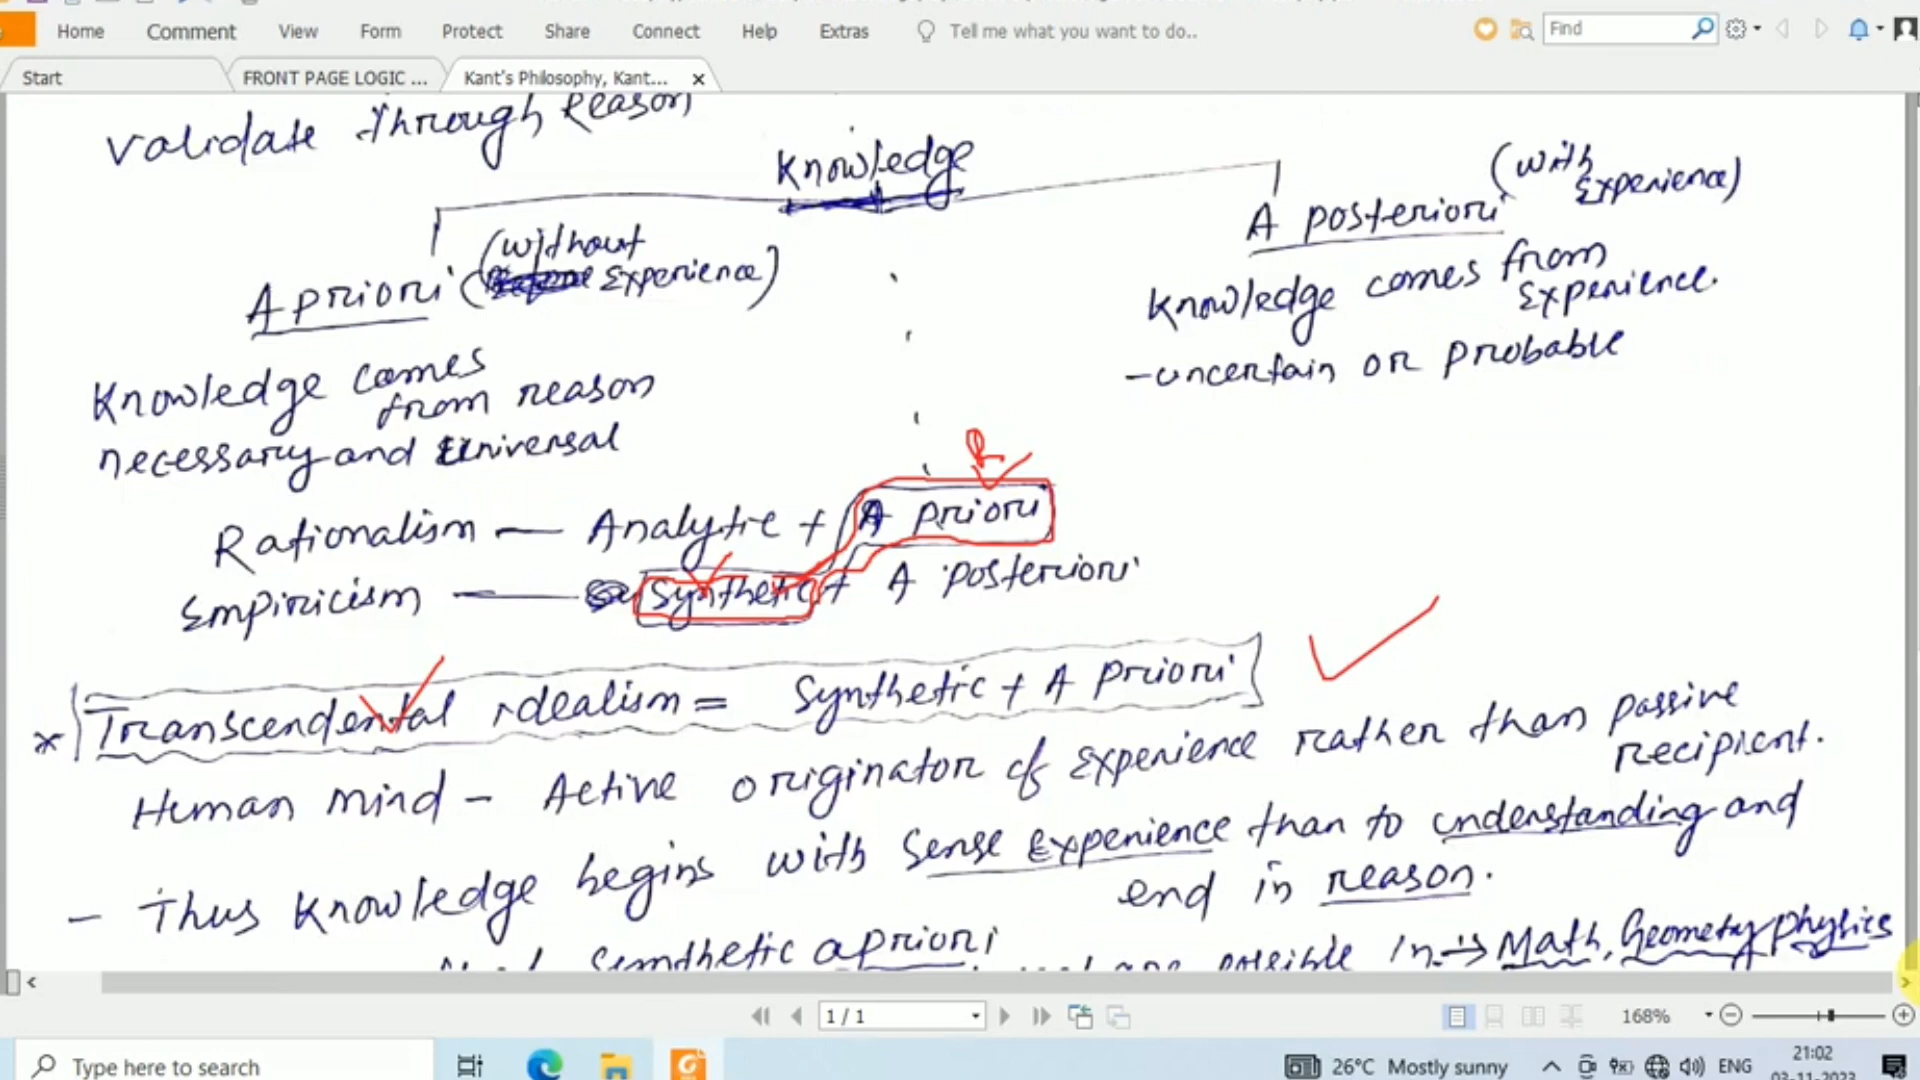 Home Comment View Form Protect Share Connect Help Extras Tell me what you want to do.. Find
Start FRONT PAGE LOGIC ... Kant's Philosophy, Kant...
validate through Reason
Knowledge
(with Experience)
A posteriori
(without Experience)
A priori
Knowledge comes from Experience.
- uncertain or probable
Knowledge comes
from reason
necessary and universal
R
Rationalism — Analytic + A priori
Empiricism — Synthetic + A posteriori
* Transcendental Idealism = Synthetic + A priori
Human mind - Active originator of experience rather than passive recipient.
- Thus knowledge begins with sense experience than to understanding and
end in reason.
synthetic apriori possible in → Math, Geometry physics
1 / 1
168%
Type here to search
26°C Mostly sunny
ENG
21:02
03-11-2023